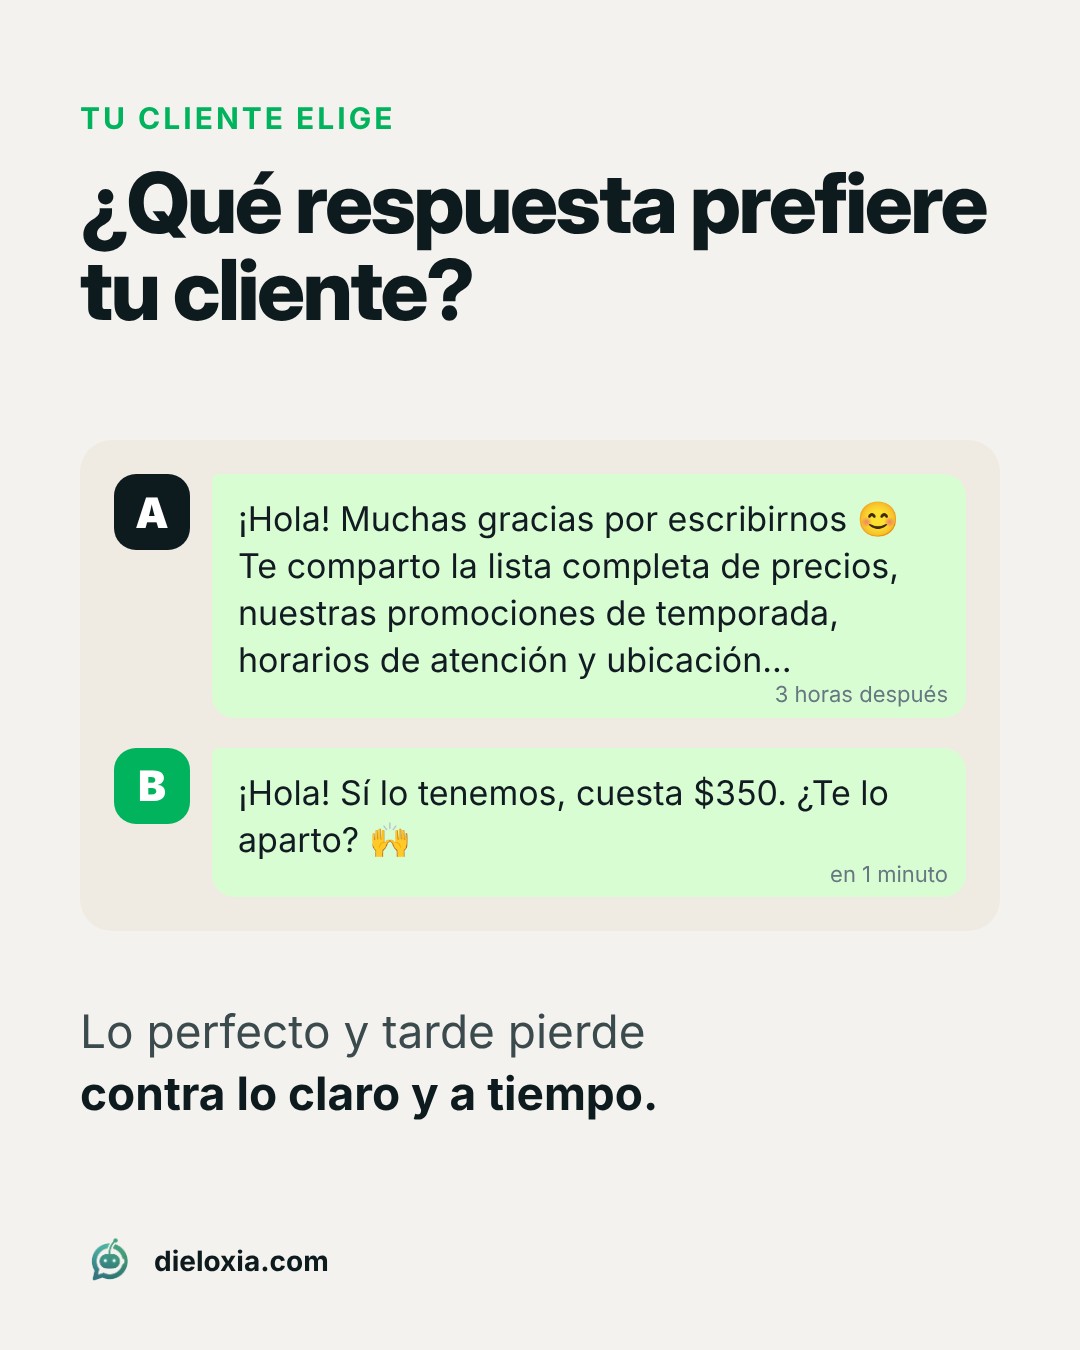 TU CLIENTE ELIGE
¿Qué respuesta prefiere
tu cliente?
A
¡Hola! Muchas gracias por escribirnos 😊
Te comparto la lista completa de precios,
nuestras promociones de temporada,
horarios de atención y ubicación...
3 horas después
B
¡Hola! Sí lo tenemos, cuesta $350. ¿Te lo
aparto? 🙌
en 1 minuto
Lo perfecto y tarde pierde
contra lo claro y a tiempo.
dieloxia.com